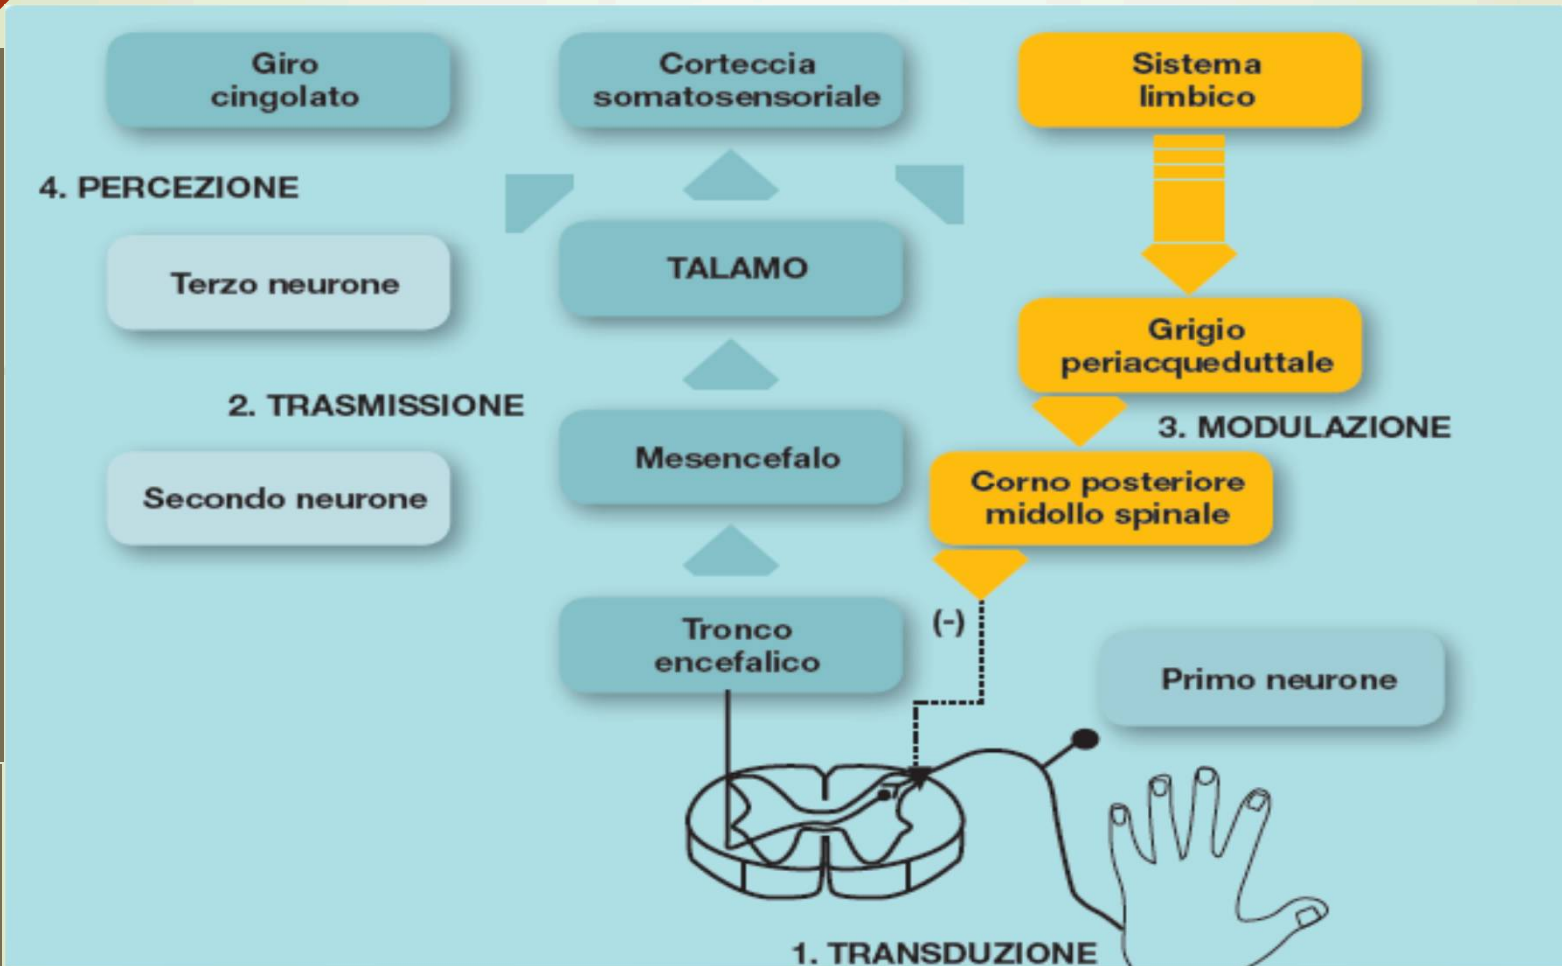 Giro
cingolato
Corteccia
somatosensoriale
Sistema
limbico
4. PERCEZIONE
Terzo neurone
TALAMO
Grigio
periacqueduttale
2. TRASMISSIONE
3. MODULAZIONE
Mesencefalo
Secondo neurone
Corno posteriore
midollo spinale
Tronco
encefalico
(-)
Primo neurone
1. TRANSDUZIONE